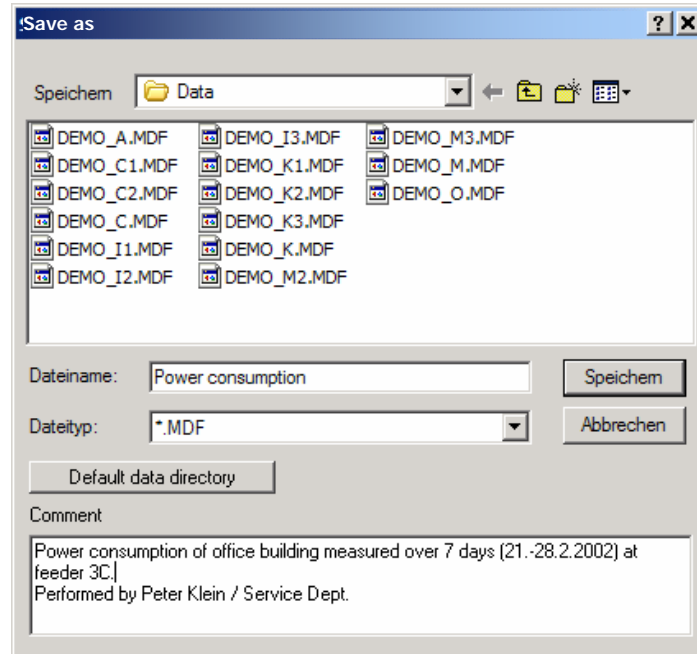 Save as
Speichern
Data
DEMO_A.MDF
DEMO_C1.MDF
DEMO_C2.MDF
DEMO_C.MDF
DEMO_I1.MDF
DEMO_I2.MDF
DEMO_I3.MDF
DEMO_K1.MDF
DEMO_K2.MDF
DEMO_K3.MDF
DEMO_K.MDF
DEMO_M2.MDF
DEMO_M3.MDF
DEMO_M.MDF
DEMO_O.MDF
Dateiname:
Power consumption
Speichern
Dateityp:
*.MDF
Abbrechen
Default data directory
Comment
Power consumption of office building measured over 7 days (21.-28.2.2002) at
feeder 3C.
Performed by Peter Klein / Service Dept.